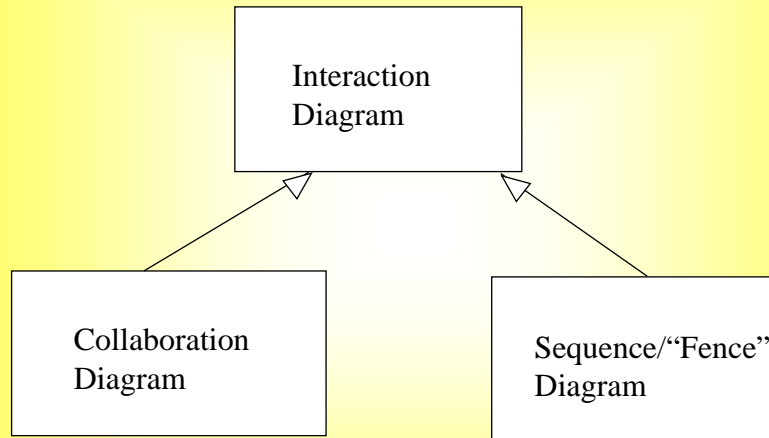 Interaction
Diagram
Collaboration
Diagram
Sequence/“Fence”
Diagram